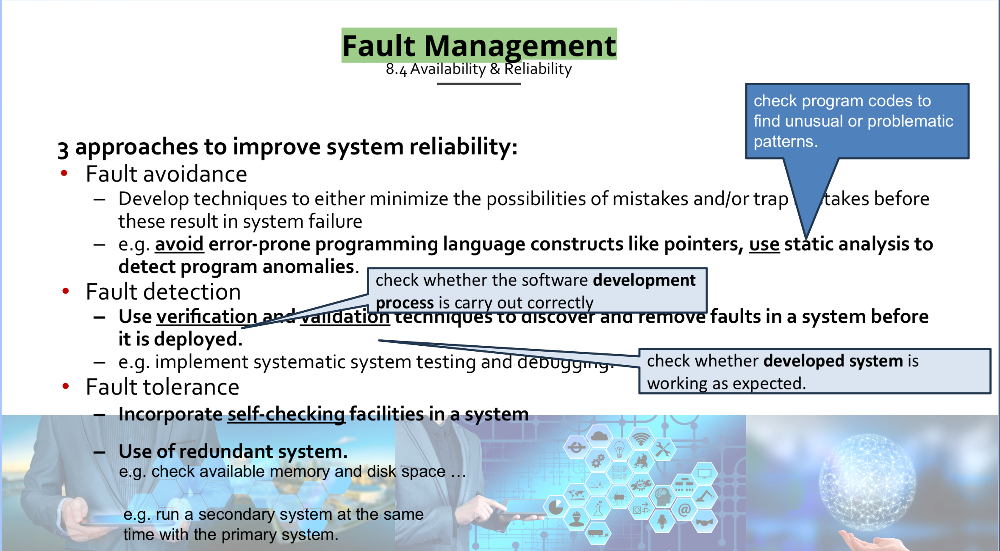 Fault Management
8.4 Availability & Reliability
check program codes to
find unusual or problematic
patterns.
3 approaches to improve system reliability:
• Fault avoidance
– Develop techniques to either minimize the possibilities of mistakes and/or trap takes before
these result in system failure
– e.g. avoid error-prone programming language constructs like pointers, use static analysis to
detect program anomalies.
check whether the software development
process is carry out correctly
• Fault detection
– Use verification and validation techniques to discover and remove faults in a system before
it is deployed.
– e.g. implement systematic system testing and debugging.
check whether developed system is
working as expected.
• Fault tolerance
– Incorporate self-checking facilities in a system
– Use of redundant system.
e.g. check available memory and disk space …
e.g. run a secondary system at the same
time with the primary system.
@